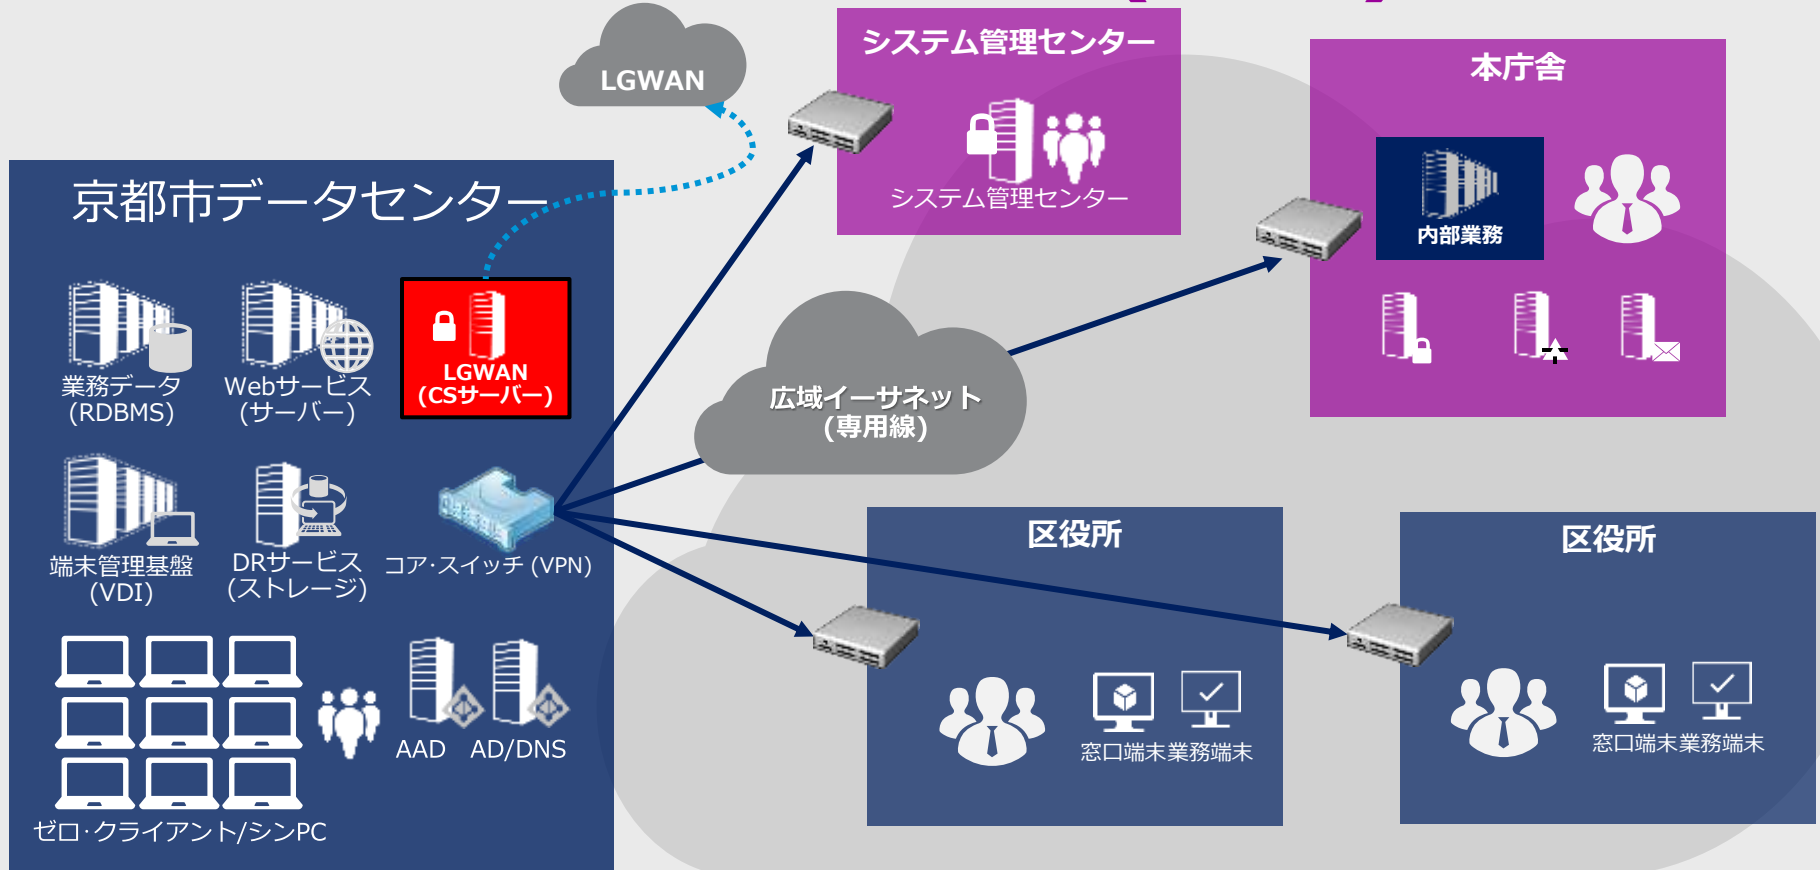 LGWAN
システム管理センター
システム管理センター
本庁舎
内部業務
京都市データセンター
業務データ
(RDBMS)
Webサービス
(サーバー)
LGWAN
(CSサーバー)
端末管理基盤
(VDI)
DRサービス
(ストレージ)
コア・スイッチ (VPN)
AAD
AD/DNS
ゼロ・クライアント/シンPC
広域イーサネット
(専用線)
区役所
窓口端末
業務端末
区役所
窓口端末
業務端末